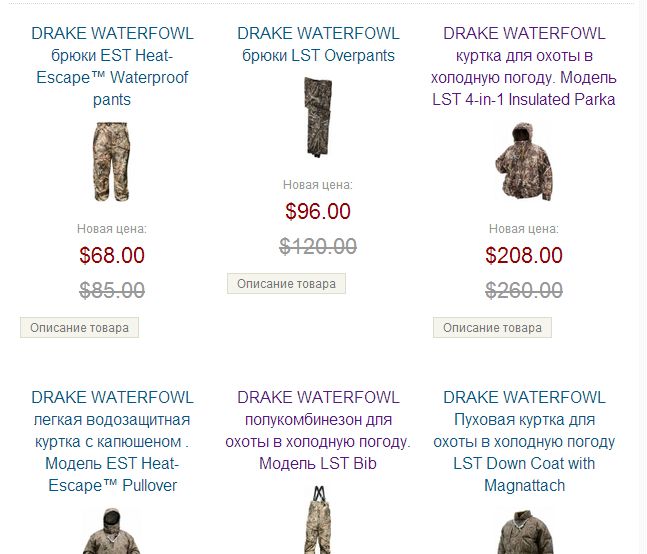 DRAKE WATERFOWL
брюки EST Heat-
Escape™ Waterproof
pants
Новая цена:
$68.00
$85.00
Описание товара
DRAKE WATERFOWL
брюки LST Overpants
Новая цена:
$96.00
$120.00
Описание товара
DRAKE WATERFOWL
куртка для охоты в
холодную погоду. Модель
LST 4-in-1 Insulated Parka
Новая цена:
$208.00
$260.00
Описание товара
DRAKE WATERFOWL
легкая водозащитная
куртка с капюшеном .
Модель EST Heat-
Escape™ Pullover
DRAKE WATERFOWL
полукомбинезон для
охоты в холодную погоду.
Модель LST Bib
DRAKE WATERFOWL
Пуховая куртка для
охоты в холодную погоду
LST Down Coat with
Magnattach